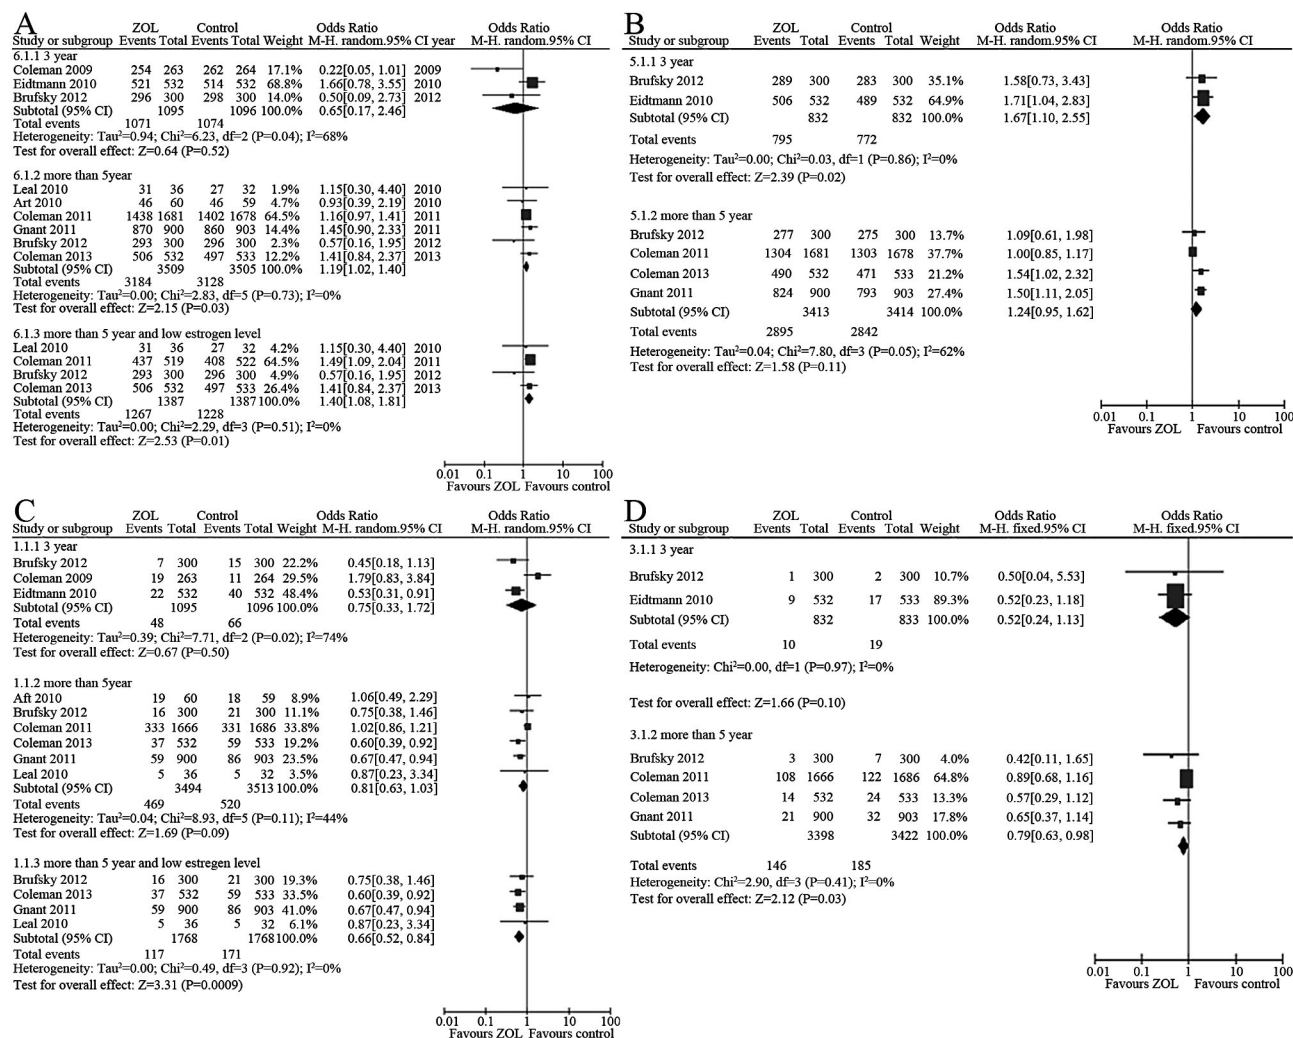 A
ZOL Control Odds Ratio Odds Ratio
Study or subgroup Events Total Events Total Weight M-H. random.95% CI year M-H. random.95% CI
6.1.1 3 year
Coleman 2009 254 263 262 264 17.1% 0.22[0.05, 1.01] 2009
Eidtmann 2010 521 532 514 532 68.8% 1.66[0.78, 3.55] 2010
Brufsky 2012 296 300 298 300 14.0% 0.50[0.09, 2.73] 2012
Subtotal (95% CI) 1095 1096 100.0% 0.65[0.17, 2.46]
Total events 1071 1074
Heterogeneity: Tau²=0.94; Chi²=6.23, df=2 (P=0.04); I²=68%
Test for overall effect: Z=0.64 (P=0.52)
6.1.2 more than 5year
Leal 2010 31 36 27 32 1.9% 1.15[0.30, 4.40] 2010
Art 2010 46 60 46 59 4.7% 0.93[0.39, 2.19] 2010
Coleman 2011 1438 1681 1402 1678 64.5% 1.16[0.97, 1.41] 2011
Gnant 2011 870 900 860 903 14.4% 1.45[0.90, 2.33] 2011
Brufsky 2012 293 300 296 300 2.3% 0.57[0.16, 1.95] 2012
Coleman 2013 506 532 497 533 12.2% 1.41[0.84, 2.37] 2013
Subtotal (95% CI) 3509 3505 100.0% 1.19[1.02, 1.40]
Total events 3184 3128
Heterogeneity: Tau²=0.00; Chi²=2.83, df=5 (P=0.73); I²=0%
Test for overall effect: Z=2.15 (P=0.03)
6.1.3 more than 5 year and low estrogen level
Leal 2010 31 36 27 32 4.2% 1.15[0.30, 4.40] 2010
Coleman 2011 437 519 408 522 64.5% 1.49[1.09, 2.04] 2011
Brufsky 2012 293 300 296 300 4.9% 0.57[0.16, 1.95] 2012
Coleman 2013 506 532 497 533 26.4% 1.41[0.84, 2.37] 2013
Subtotal (95% CI) 1387 1387 100.0% 1.40[1.08, 1.81]
Total events 1267 1228
Heterogeneity: Tau²=0.00; Chi²=2.29, df=3 (P=0.51); I²=0%
Test for overall effect: Z=2.53 (P=0.01)
0.01 0.1 1 10 100
Favours ZOL Favours control
B
ZOL Control Odds Ratio Odds Ratio
Study or subgroup Events Total Events Total Weight M-H. random.95% CI M-H. random.95% CI
5.1.1 3 year
Brufsky 2012 289 300 283 300 35.1% 1.58[0.73, 3.43]
Eidtmann 2010 506 532 489 532 64.9% 1.71[1.04, 2.83]
Subtotal (95% CI) 832 832 100.0% 1.67[1.10, 2.55]
Total events 795 772
Heterogeneity: Tau²=0.00; Chi²=0.03, df=1 (P=0.86); I²=0%
Test for overall effect: Z=2.39 (P=0.02)
5.1.2 more than 5 year
Brufsky 2012 277 300 275 300 13.7% 1.09[0.61, 1.98]
Coleman 2011 1304 1681 1303 1678 37.7% 1.00[0.85, 1.17]
Coleman 2013 490 532 471 533 21.2% 1.54[1.02, 2.32]
Gnant 2011 824 900 793 903 27.4% 1.50[1.11, 2.05]
Subtotal (95% CI) 3413 3414 100.0% 1.24[0.95, 1.62]
Total events 2895 2842
Heterogeneity: Tau²=0.04; Chi²=7.80, df=3 (P=0.05); I²=62%
Test for overall effect: Z=1.58 (P=0.11)
0.01 0.1 1 10 100
Favours ZOL Favours control
C
ZOL Control Odds Ratio Odds Ratio
Study or subgroup Events Total Events Total Weight M-H. random.95% CI M-H. random.95% CI
1.1.1 3 year
Brufsky 2012 7 300 15 300 22.2% 0.45[0.18, 1.13]
Coleman 2009 19 263 11 264 29.5% 1.79[0.83, 3.84]
Eidtmann 2010 22 532 40 532 48.4% 0.53[0.31, 0.91]
Subtotal (95% CI) 1095 1096 100.0% 0.75[0.33, 1.72]
Total events 48 66
Heterogeneity: Tau²=0.39; Chi²=7.71, df=2 (P=0.02); I²=74%
Test for overall effect: Z=0.67 (P=0.50)
1.1.2 more than 5year
Aft 2010 19 60 18 59 8.9% 1.06[0.49, 2.29]
Brufsky 2012 16 300 21 300 11.1% 0.75[0.38, 1.46]
Coleman 2011 333 1666 331 1686 33.8% 1.02[0.86, 1.21]
Coleman 2013 37 532 59 533 19.2% 0.60[0.39, 0.92]
Gnant 2011 59 900 86 903 23.5% 0.67[0.47, 0.94]
Leal 2010 5 36 5 32 3.5% 0.87[0.23, 3.34]
Subtotal (95% CI) 3494 3513 100.0% 0.81[0.63, 1.03]
Total events 469 520
Heterogeneity: Tau²=0.04; Chi²=8.93, df=5 (P=0.11); I²=44%
Test for overall effect: Z=1.69 (P=0.09)
1.1.3 more than 5 year and low estregen level
Brufsky 2012 16 300 21 300 19.3% 0.75[0.38, 1.46]
Coleman 2013 37 532 59 533 33.5% 0.60[0.39, 0.92]
Gnant 2011 59 900 86 903 41.0% 0.67[0.47, 0.94]
Leal 2010 5 36 5 32 6.1% 0.87[0.23, 3.34]
Subtotal (95% CI) 1768 1768 100.0% 0.66[0.52, 0.84]
Total events 117 171
Heterogeneity: Tau²=0.00; Chi²=0.49, df=3 (P=0.92); I²=0%
Test for overall effect: Z=3.31 (P=0.0009)
0.01 0.1 1 10 100
Favours ZOL Favours control
D
ZOL Control Odds Ratio Odds Ratio
Study or subgroup Events Total Events Total Weight M-H. fixed.95% CI M-H. fixed.95% CI
3.1.1 3 year
Brufsky 2012 1 300 2 300 10.7% 0.50[0.04, 5.53]
Eidtmann 2010 9 532 17 533 89.3% 0.52[0.23, 1.18]
Subtotal (95% CI) 832 833 100.0% 0.52[0.24, 1.13]
Total events 10 19
Heterogeneity: Chi²=0.00, df=1 (P=0.97); I²=0%
Test for overall effect: Z=1.66 (P=0.10)
3.1.2 more than 5 year
Brufsky 2012 3 300 7 300 4.0% 0.42[0.11, 1.65]
Coleman 2011 108 1666 122 1686 64.8% 0.89[0.68, 1.16]
Coleman 2013 14 532 24 533 13.3% 0.57[0.29, 1.12]
Gnant 2011 21 900 32 903 17.8% 0.65[0.37, 1.14]
Subtotal (95% CI) 3398 3422 100.0% 0.79[0.63, 0.98]
Total events 146 185
Heterogeneity: Chi²=2.90, df=3 (P=0.41); I²=0%
Test for overall effect: Z=2.12 (P=0.03)
0.01 0.1 1 10 100
Favours ZOL Favours control